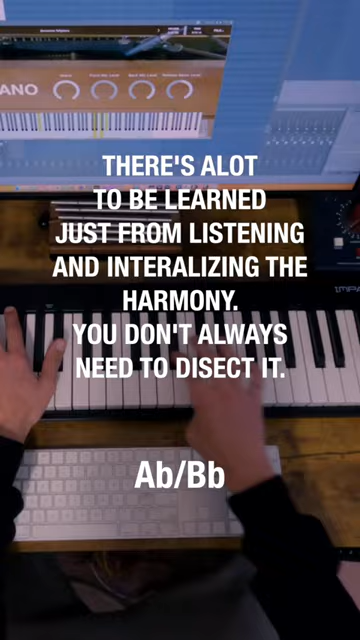 ANO
THERE'S ALOT
TO BE LEARNED
JUST FROM LISTENING
AND INTERALIZING THE
HARMONY.
YOU DON'T ALWAYS
NEED TO DISECT IT.
Ab/Bb